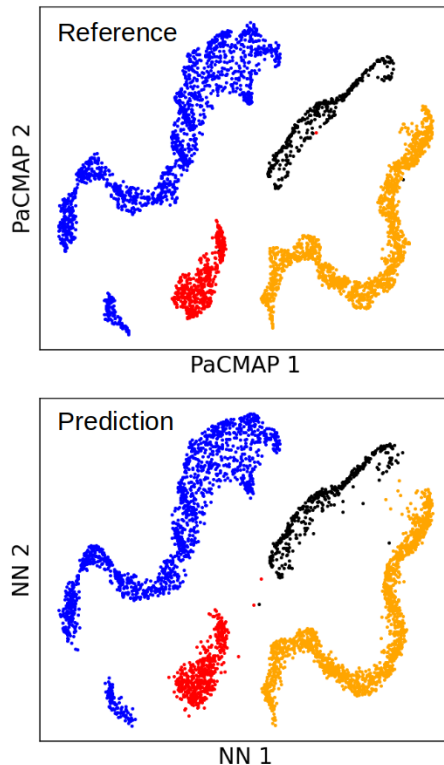 Reference
PaCMAP 2
PaCMAP 1
Prediction
NN 2
NN 1